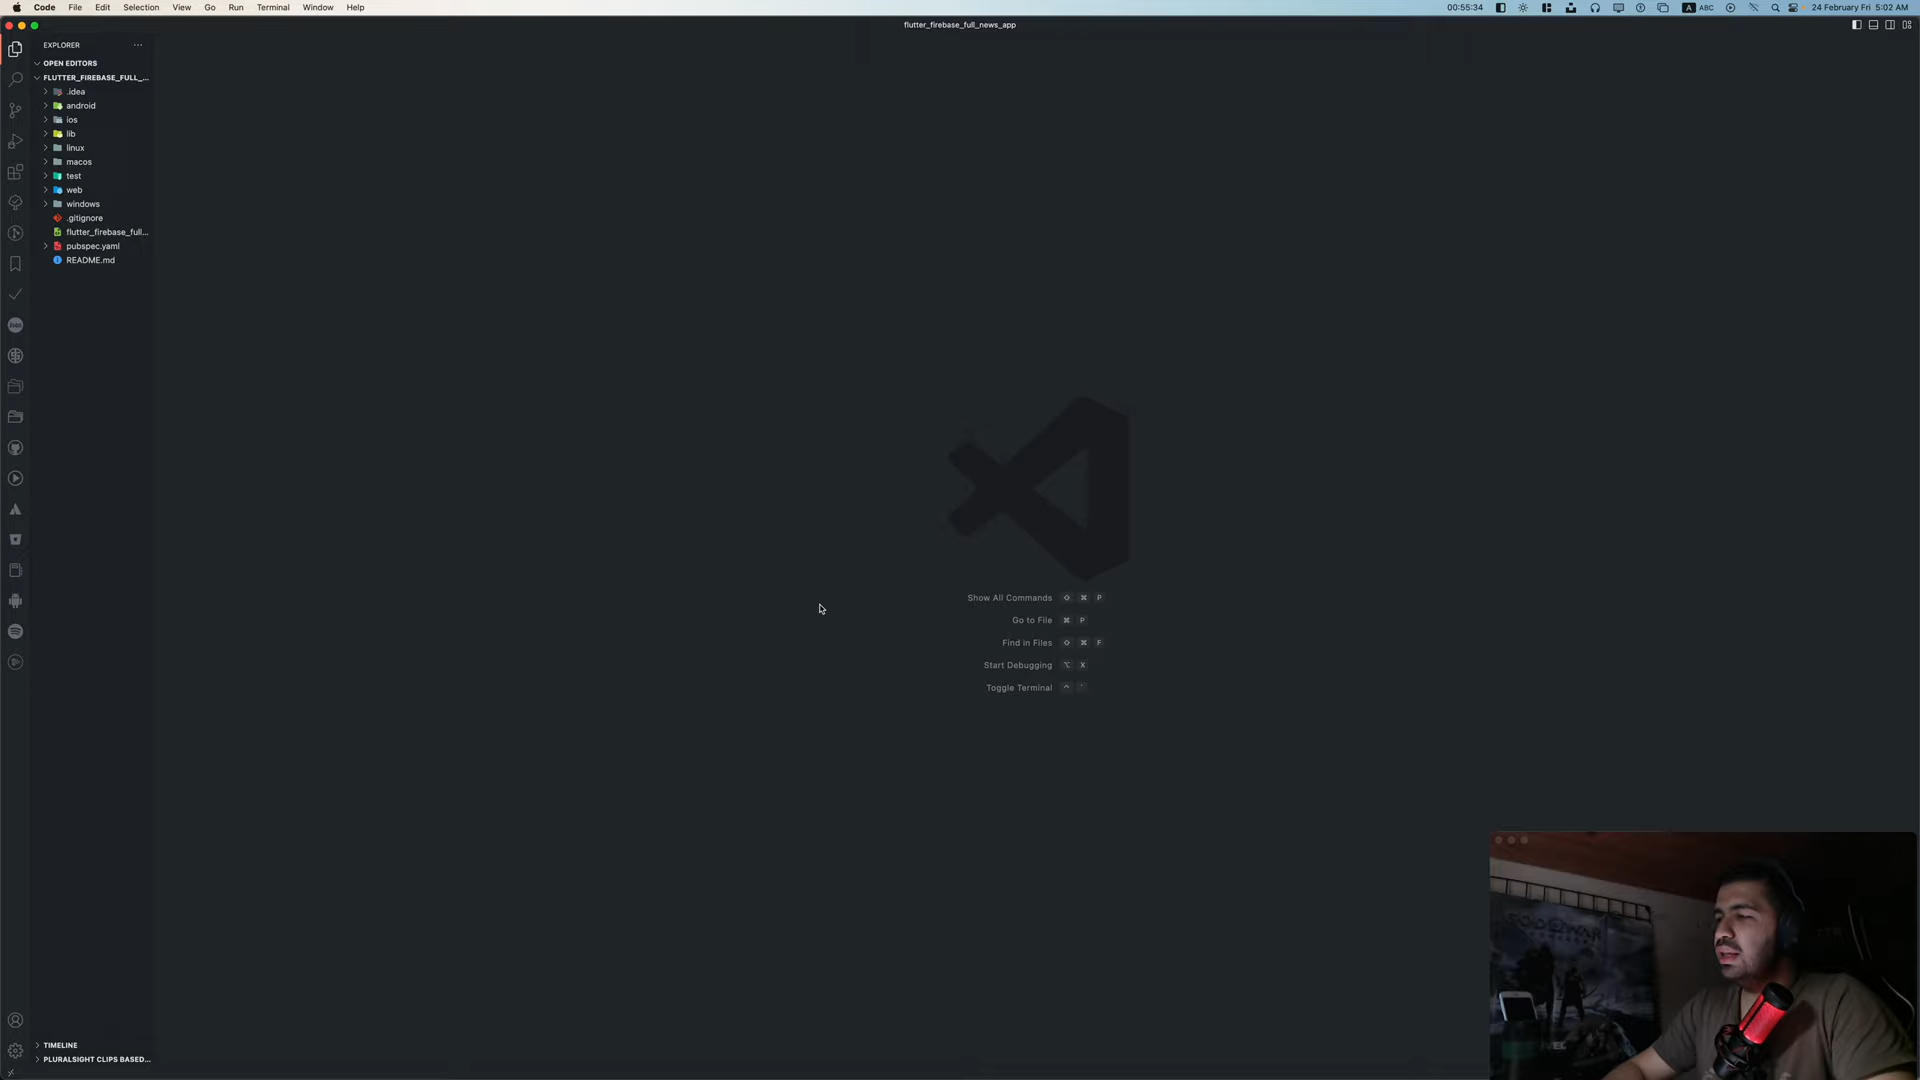 Code File Edit Selection View Go Run Terminal Window Help
00:55:34 A ABC 24 February Fri 5:02 AM
flutter_firebase_full_news_app
EXPLORER
OPEN EDITORS
FLUTTER_FIREBASE_FULL_...
.idea
android
ios
lib
linux
macos
test
web
windows
.gitignore
flutter_firebase_full...
pubspec.yaml
README.md
Show All Commands ⇧ ⌘ P
Go to File ⌘ P
Find in Files ⇧ ⌘ F
Start Debugging ⌥ X
Toggle Terminal ^ `
TIMELINE
PLURALSIGHT CLIPS BASED...